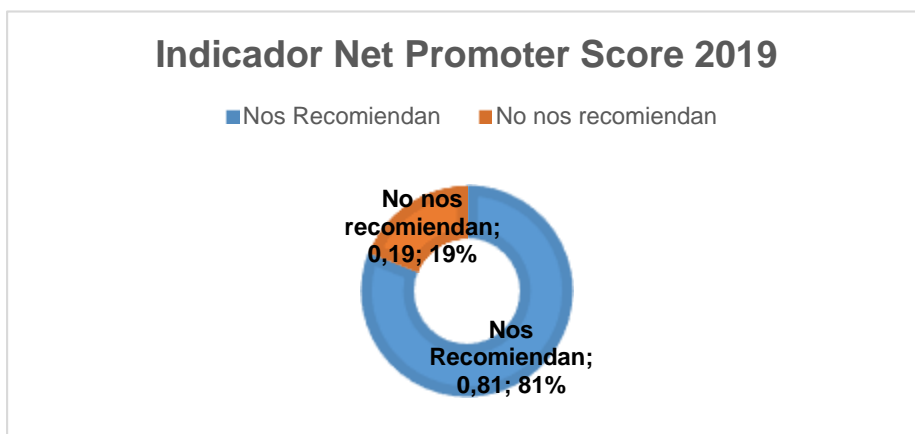 Indicador Net Promoter Score 2019
Nos Recomiendan
No nos recomiendan
No nos
recomiendan;
0,19; 19%
Nos
Recomiendan;
0,81; 81%